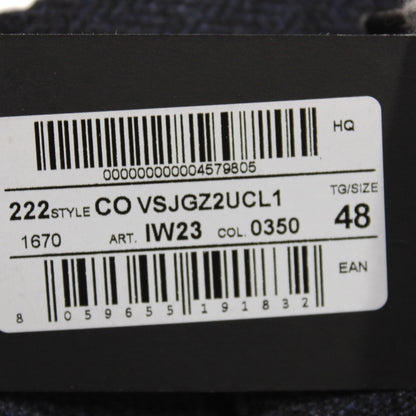 HQ
000000000004579805
222 STYLE CO VSJGZ2UCL1 TG/SIZE
1670 ART. IW23 COL. 0350 48
EAN
8 059655 191832